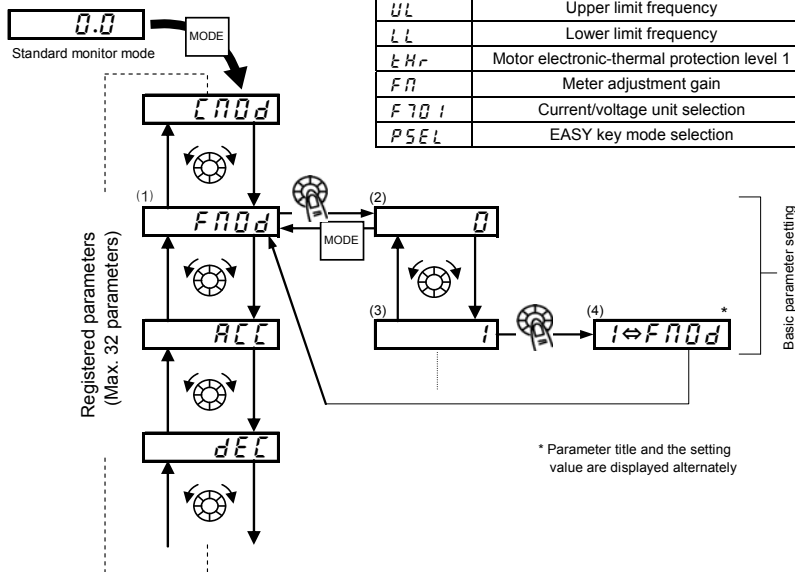 0.0
MODE
Standard monitor mode
UL Upper limit frequency
LL Lower limit frequency
tHr Motor electronic-thermal protection level 1
FM Meter adjustment gain
F701 Current/voltage unit selection
PSEL EASY key mode selection
CMOd
(1)
FMOd
MODE
(2)
0
(3)
1
(4)
*
1⇔FMOd
Basic parameter setting
Registered parameters
(Max. 32 parameters)
ACC
dEC
* Parameter title and the setting
value are displayed alternately